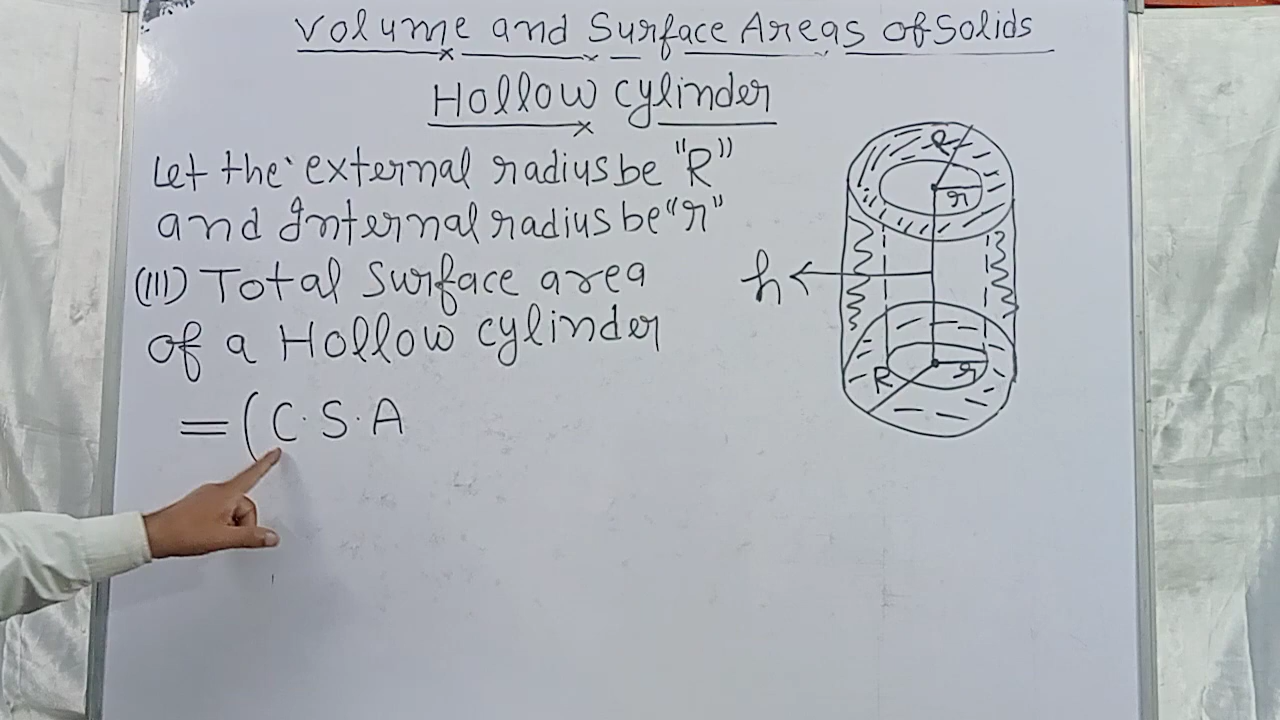 Volume and Surface Areas of Solids
Hollow cylinder
Let the external radius be "R"
and Internal radius be "r"
(III) Total Surface area
of a Hollow cylinder
= (C.S.A
R
r
h
R
r